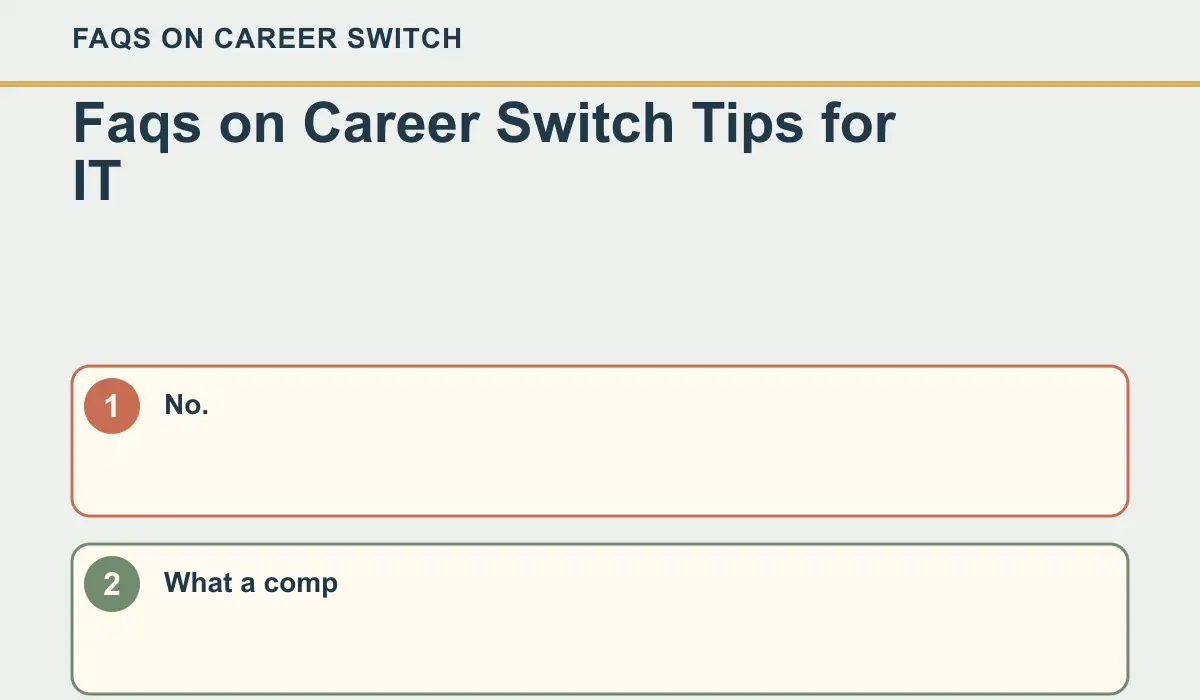 FAQS ON CAREER SWITCH
Faqs on Career Switch Tips for
IT
1
No.
2
What a comp